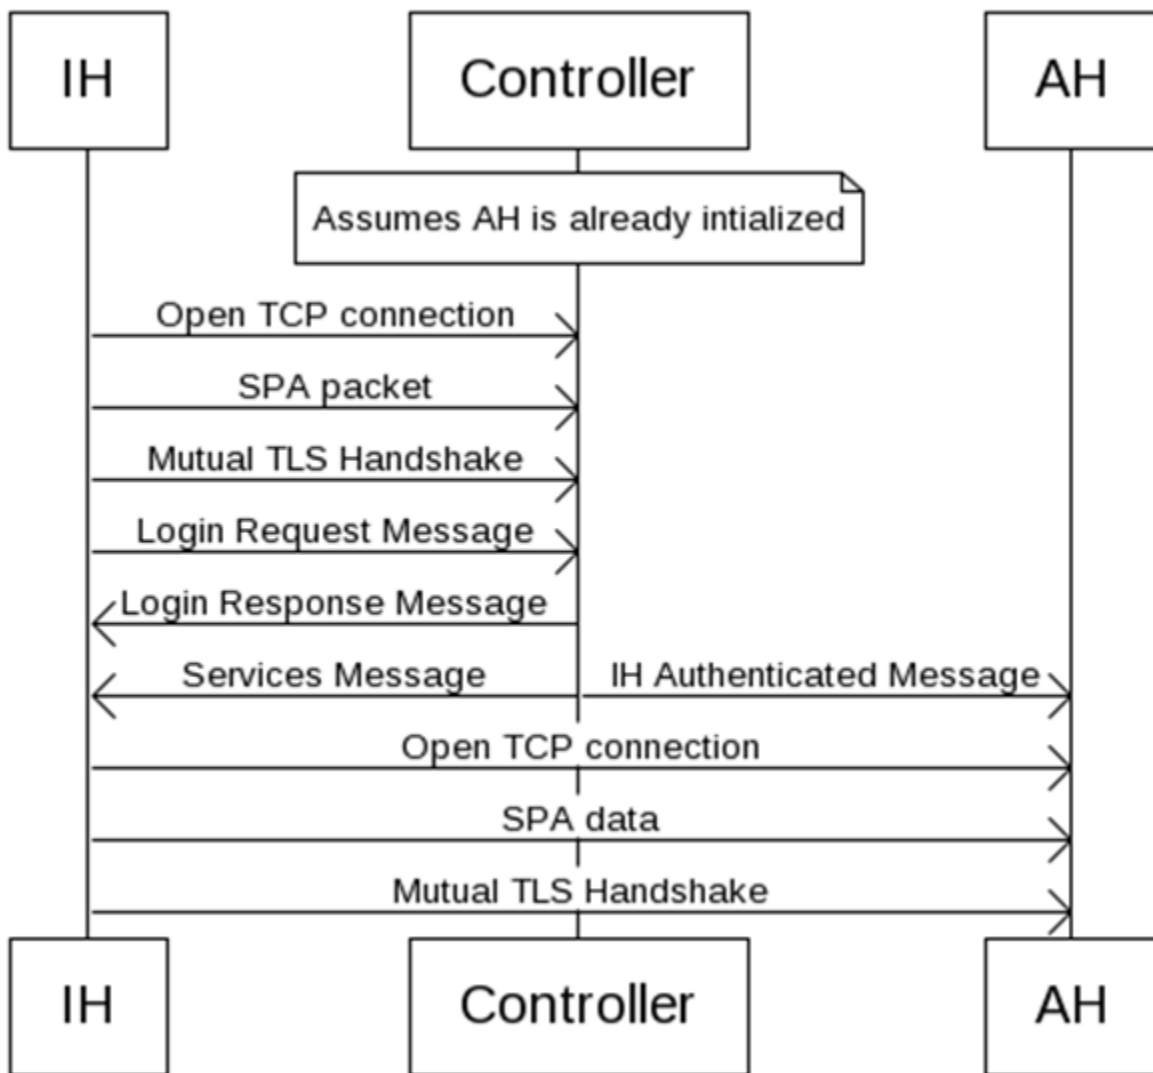 IH
Controller
AH
Assumes AH is already intialized
Open TCP connection
SPA packet
Mutual TLS Handshake
Login Request Message
Login Response Message
Services Message
IH Authenticated Message
Open TCP connection
SPA data
Mutual TLS Handshake
IH
Controller
AH